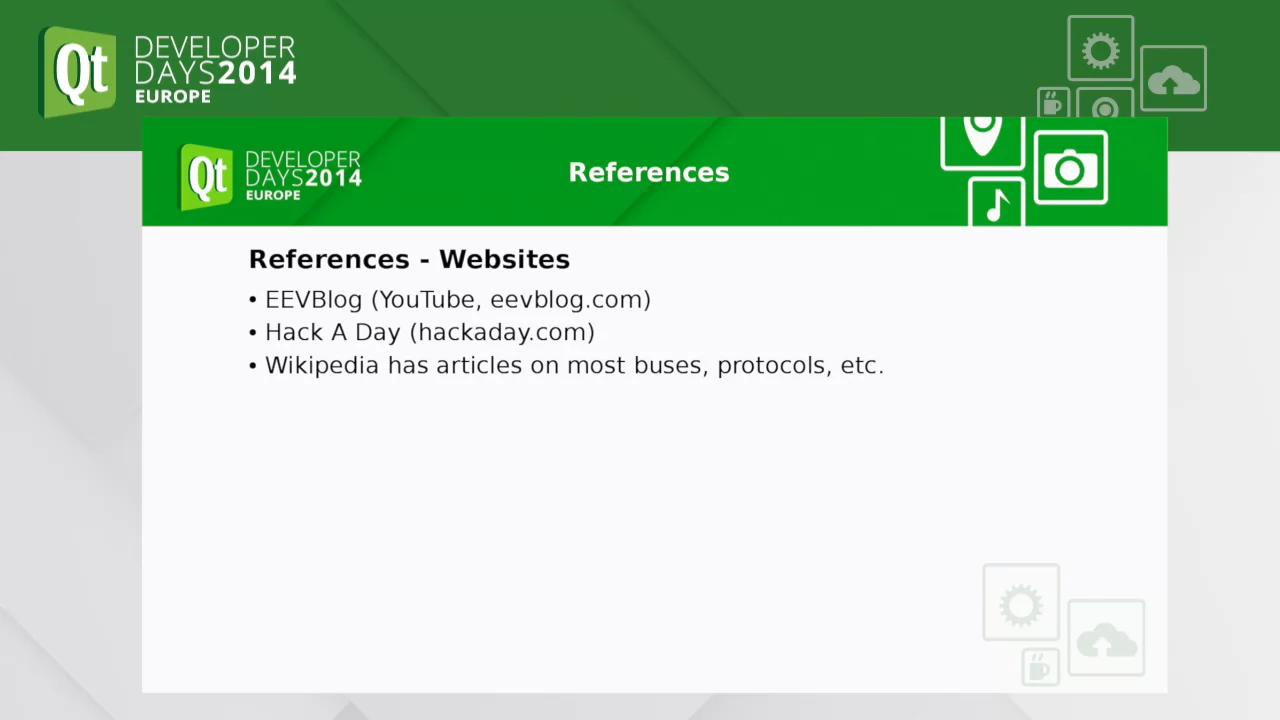 Qt DEVELOPER
DAYS2014
EUROPE
Qt DEVELOPER
DAYS2014
EUROPE
References
References - Websites
• EEVBlog (YouTube, eevblog.com)
• Hack A Day (hackaday.com)
• Wikipedia has articles on most buses, protocols, etc.